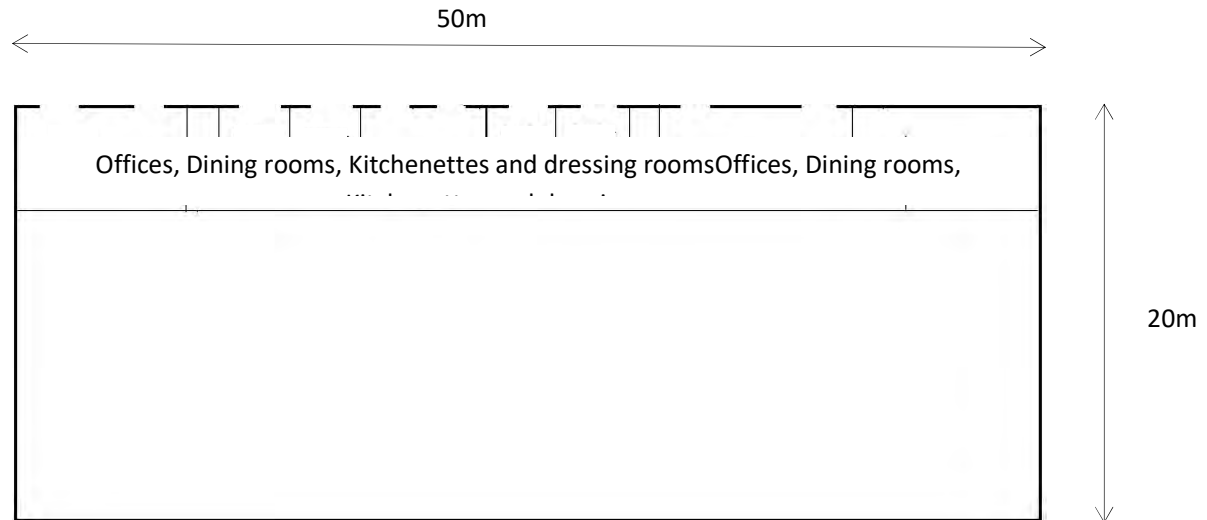 50m
Offices, Dining rooms, Kitchenettes and dressing roomsOffices, Dining rooms,
20m